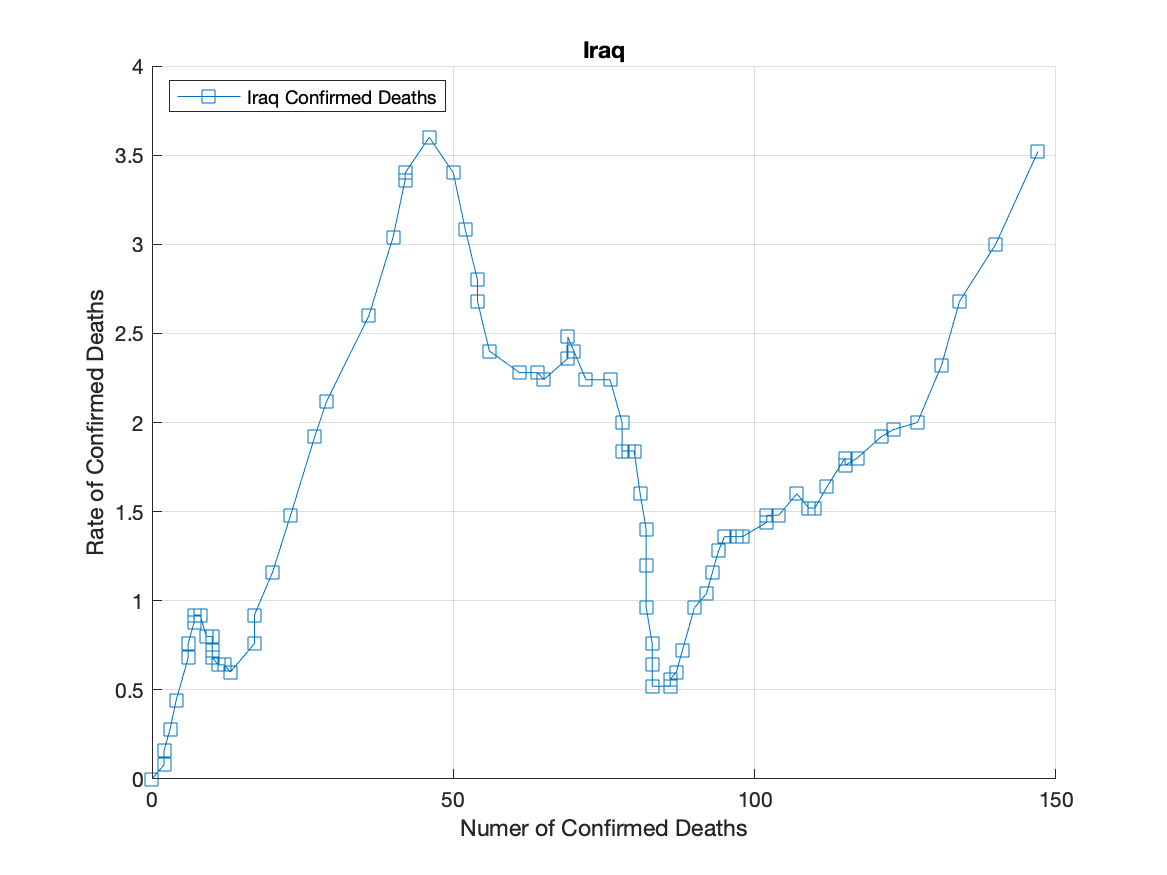 Iraq
Iraq Confirmed Deaths
Rate of Confirmed Deaths
4
3.5
3
2.5
2
1.5
1
0.5
0
0 50 100 150
Numer of Confirmed Deaths